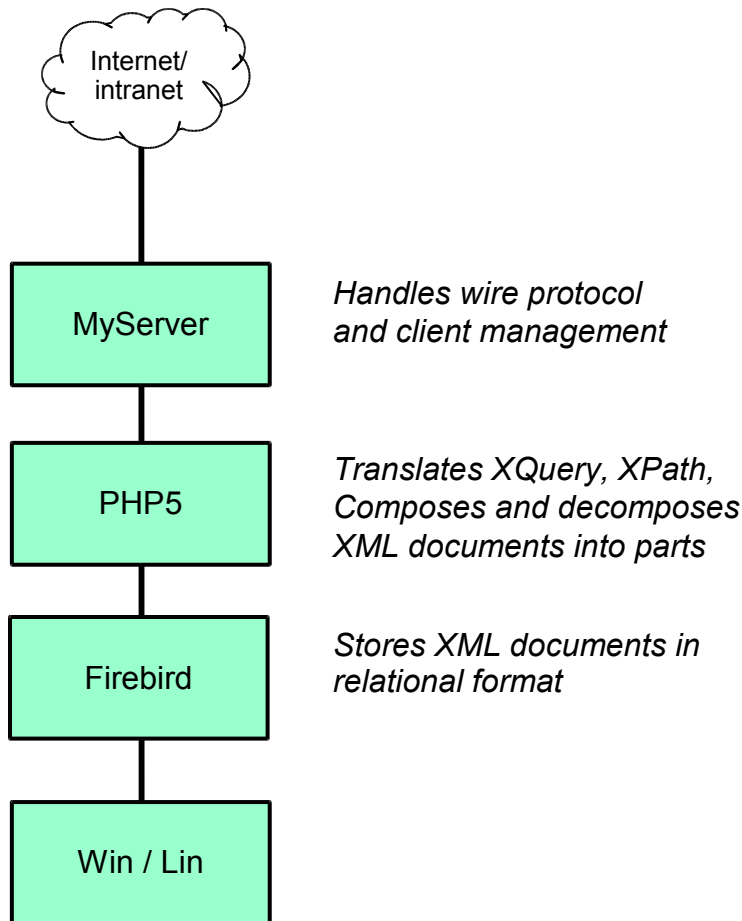 Internet/
intranet
MyServer
Handles wire protocol
and client management
PHP5
Translates XQuery, XPath,
Composes and decomposes
XML documents into parts
Firebird
Stores XML documents in
relational format
Win / Lin